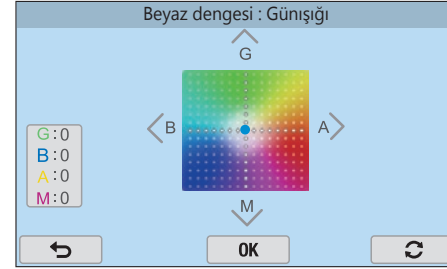 Beyaz dengesi : Günışığı
G
B
A
G:0
B:0
A:0
M:0
M
OK